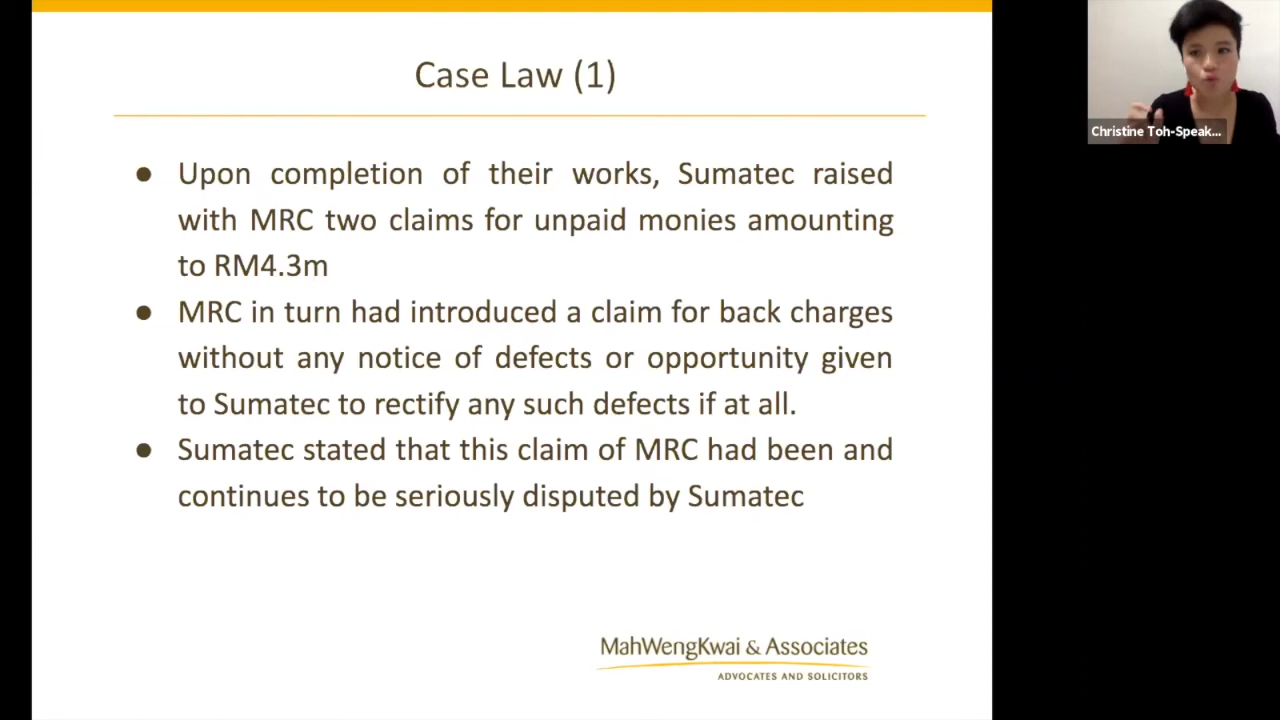 Case Law (1)
● Upon completion of their works, Sumatec raised
with MRC two claims for unpaid monies amounting
to RM4.3m
● MRC in turn had introduced a claim for back charges
without any notice of defects or opportunity given
to Sumatec to rectify any such defects if at all.
● Sumatec stated that this claim of MRC had been and
continues to be seriously disputed by Sumatec
MahWengKwai & Associates
ADVOCATES AND SOLICITORS
Christine Toh-Speak...